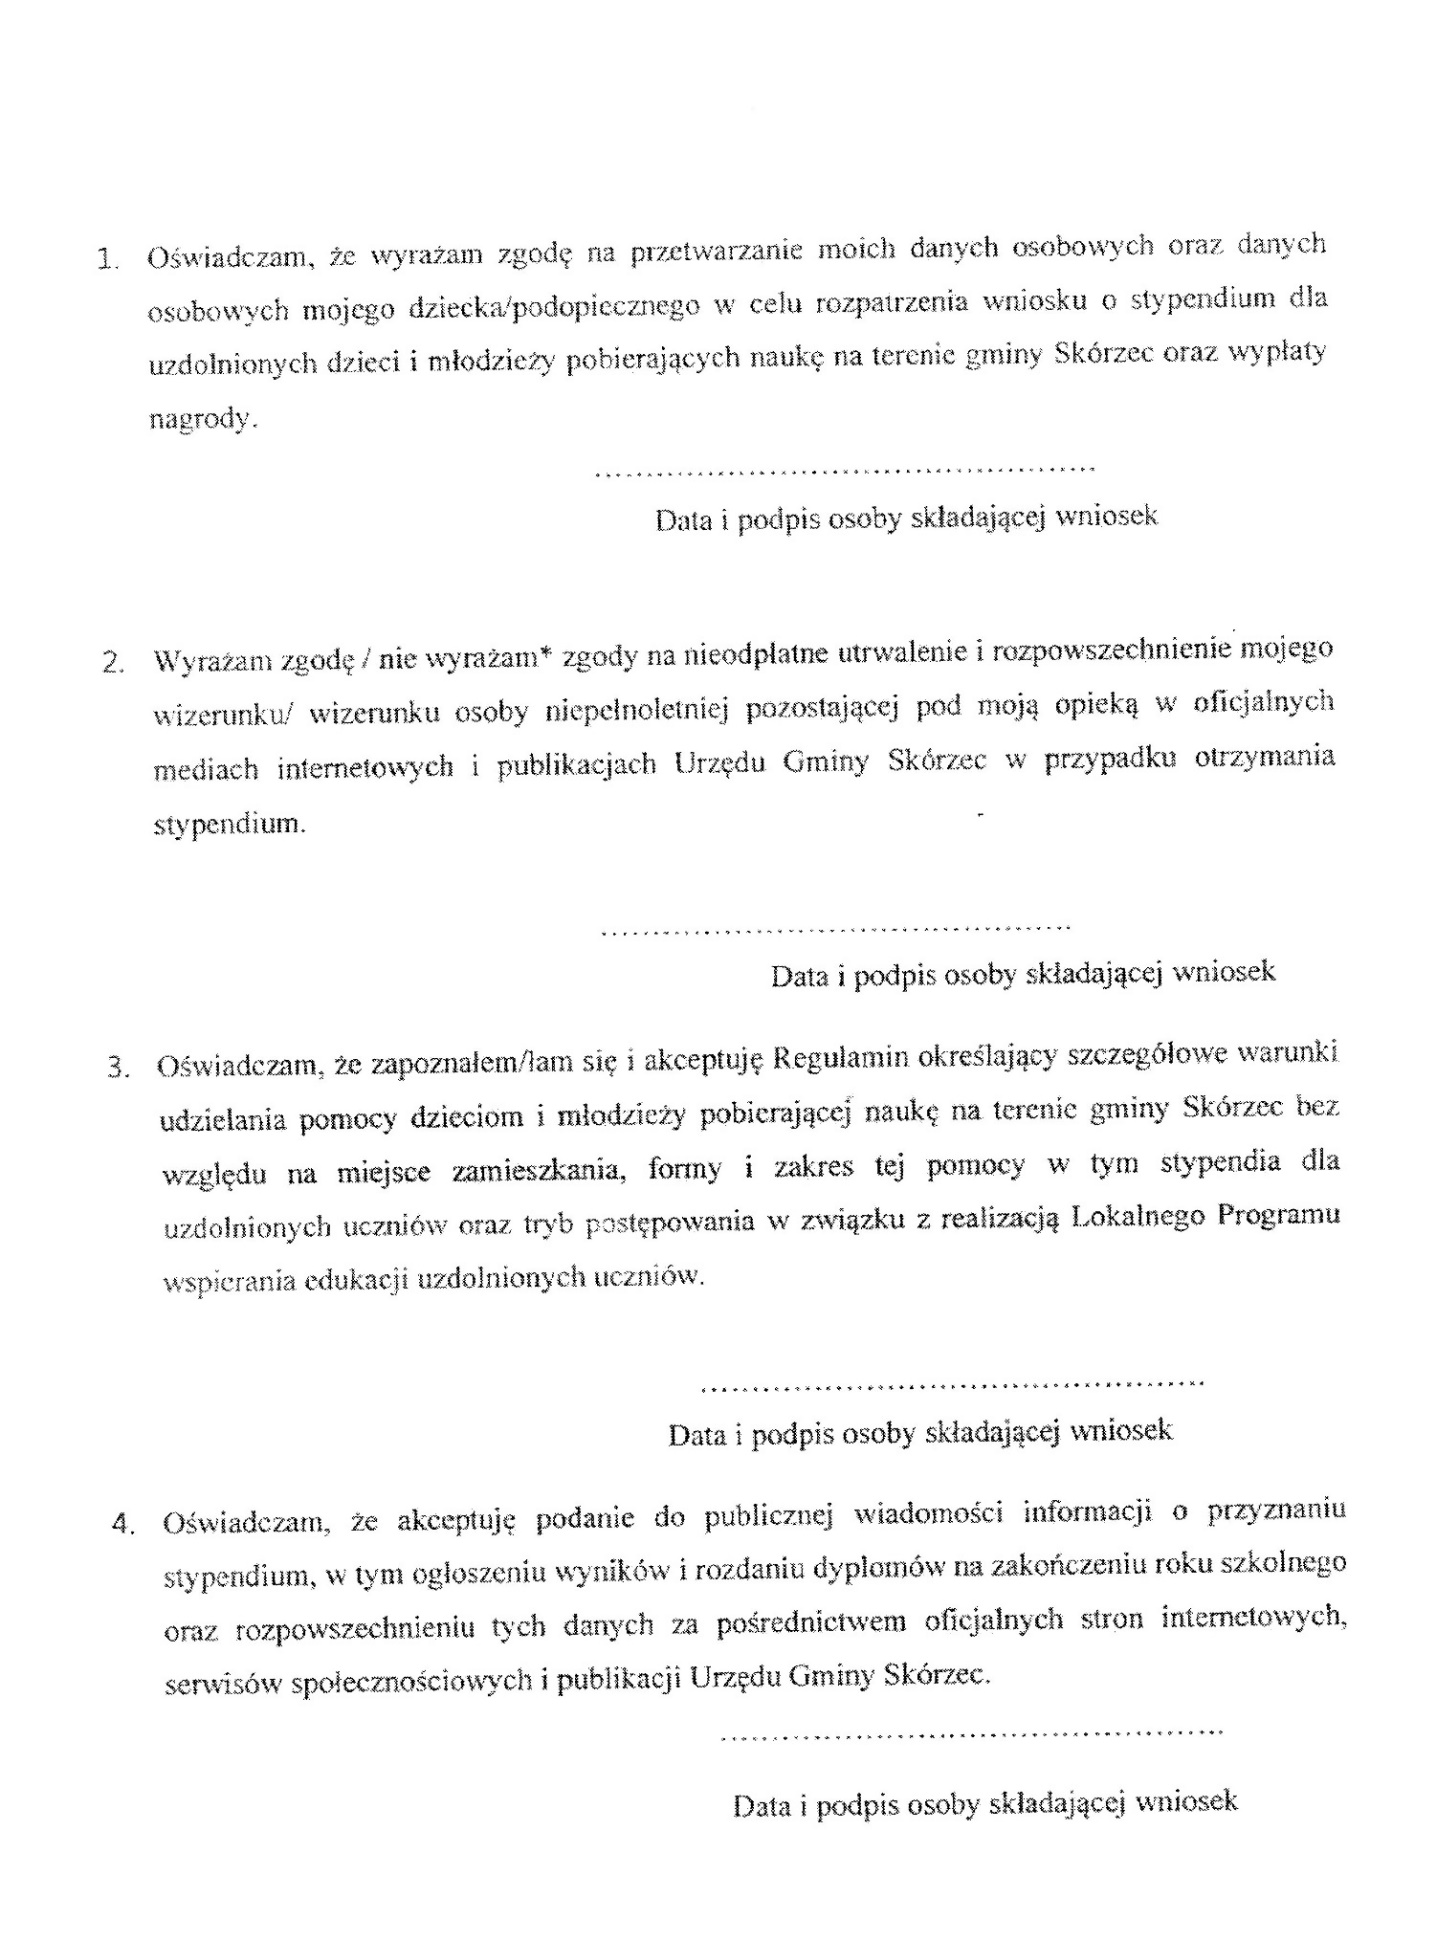 1. Oświadczam, że wyrażam zgodę na przetwarzanie moich danych osobowych oraz danych
osobowych mojego dziecka/podopiecznego w celu rozpatrzenia wniosku o stypendium dla
uzdolnionych dzieci i młodzieży pobierających naukę na terenie gminy Skórzec oraz wypłaty
nagrody.
..................................................
Data i podpis osoby składającej wniosek
2. Wyrażam zgodę / nie wyrażam* zgody na nieodpłatne utrwalenie i rozpowszechnienie mojego
wizerunku/ wizerunku osoby niepełnoletniej pozostającej pod moją opieką w oficjalnych
mediach internetowych i publikacjach Urzędu Gminy Skórzec w przypadku otrzymania
stypendium.
...............................................
Data i podpis osoby składającej wniosek
3. Oświadczam, że zapoznałem/łam się i akceptuję Regulamin określający szczegółowe warunki
udzielania pomocy dzieciom i młodzieży pobierającej naukę na terenie gminy Skórzec bez
względu na miejsce zamieszkania, formy i zakres tej pomocy w tym stypendia dla
uzdolnionych uczniów oraz tryb postępowania w związku z realizacją Lokalnego Programu
wspierania edukacji uzdolnionych uczniów.
..................................................
Data i podpis osoby składającej wniosek
4. Oświadczam, że akceptuję podanie do publicznej wiadomości informacji o przyznaniu
stypendium, w tym ogłoszeniu wyników i rozdaniu dyplomów na zakończeniu roku szkolnego
oraz rozpowszechnieniu tych danych za pośrednictwem oficjalnych stron internetowych,
serwisów społecznościowych i publikacji Urzędu Gminy Skórzec.
..................................................
Data i podpis osoby składającej wniosek